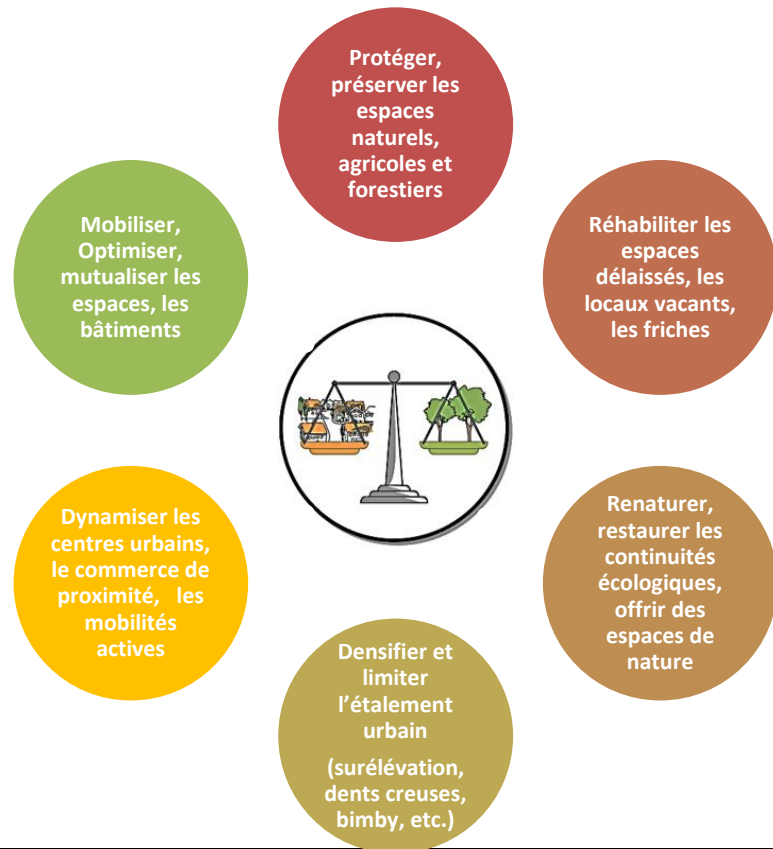 Protéger,
préserver les
espaces
naturels,
agricoles et
forestiers
Réhabiliter les
espaces
délaissés, les
locaux vacants,
les friches
Renaturer,
restaurer les
continuités
écologiques,
offrir des
espaces de
nature
Densifier et
limiter
l’étalement
urbain
(surélévation,
dents creuses,
bimby, etc.)
Dynamiser les
centres urbains,
le commerce de
proximité, les
mobilités
actives
Mobiliser,
Optimiser,
mutualiser les
espaces, les
bâtiments